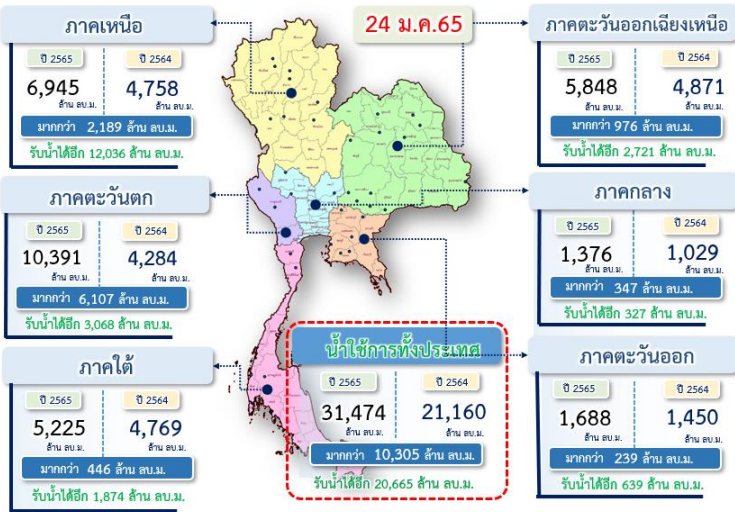 24 ม.ค.65
ภาคเหนือ
ปี 2565
ปี 2564
6,945
4,758
ล้าน ลบ.ม.
ล้าน ลบ.ม.
มากกว่า 2,189 ล้าน ลบ.ม.
รับน้ำได้อีก 12,036 ล้าน ลบ.ม.
ภาคตะวันออกเฉียงเหนือ
ปี 2565
ปี 2564
5,848
4,871
ล้าน ลบ.ม.
ล้าน ลบ.ม.
มากกว่า 976 ล้าน ลบ.ม.
รับน้ำได้อีก 2,721 ล้าน ลบ.ม.
ภาคตะวันตก
ปี 2565
ปี 2564
10,391
4,284
ล้าน ลบ.ม.
ล้าน ลบ.ม.
มากกว่า 6,107 ล้าน ลบ.ม.
รับน้ำได้อีก 3,068 ล้าน ลบ.ม.
ภาคกลาง
ปี 2565
ปี 2564
1,376
1,029
ล้าน ลบ.ม.
ล้าน ลบ.ม.
มากกว่า 347 ล้าน ลบ.ม.
รับน้ำได้อีก 327 ล้าน ลบ.ม.
ภาคใต้
ปี 2565
ปี 2564
5,225
4,769
ล้าน ลบ.ม.
ล้าน ลบ.ม.
มากกว่า 446 ล้าน ลบ.ม.
รับน้ำได้อีก 1,874 ล้าน ลบ.ม.
น้ำใช้การทั้งประเทศ
ปี 2565
ปี 2564
31,474
21,160
ล้าน ลบ.ม.
ล้าน ลบ.ม.
มากกว่า 10,305 ล้าน ลบ.ม.
รับน้ำได้อีก 20,665 ล้าน ลบ.ม.
ภาคตะวันออก
ปี 2565
ปี 2564
1,688
1,450
ล้าน ลบ.ม.
ล้าน ลบ.ม.
มากกว่า 239 ล้าน ลบ.ม.
รับน้ำได้อีก 639 ล้าน ลบ.ม.